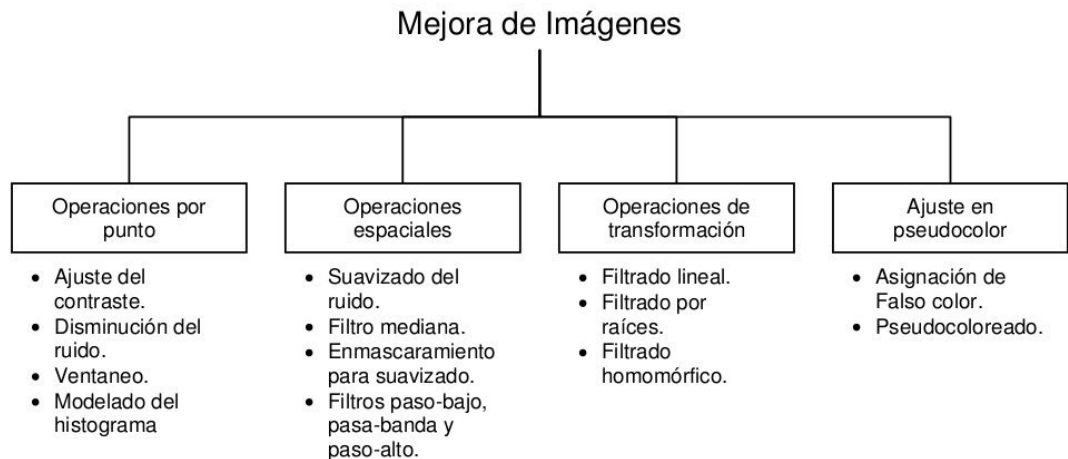 Mejora de Imágenes
Operaciones por
punto
• Ajuste del
contraste.
• Disminución del
ruido.
• Ventaneo.
• Modelado del
histograma
Operaciones
espaciales
• Suavizado del
ruido.
• Filtro mediana.
• Enmascaramiento
para suavizado.
• Filtros paso-bajo,
pasa-banda y
paso-alto.
Operaciones de
transformación
• Filtrado lineal.
• Filtrado por
raíces.
• Filtrado
homomórfico.
Ajuste en
pseudocolor
• Asignación de
Falso color.
• Pseudocoloreado.